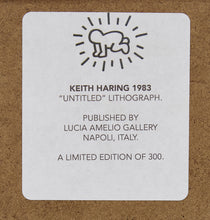 KEITH HARING 1983
"UNTITLED" LITHOGRAPH.
PUBLISHED BY
LUCIA AMELIO GALLERY
NAPOLI, ITALY.
A LIMITED EDITION OF 300.